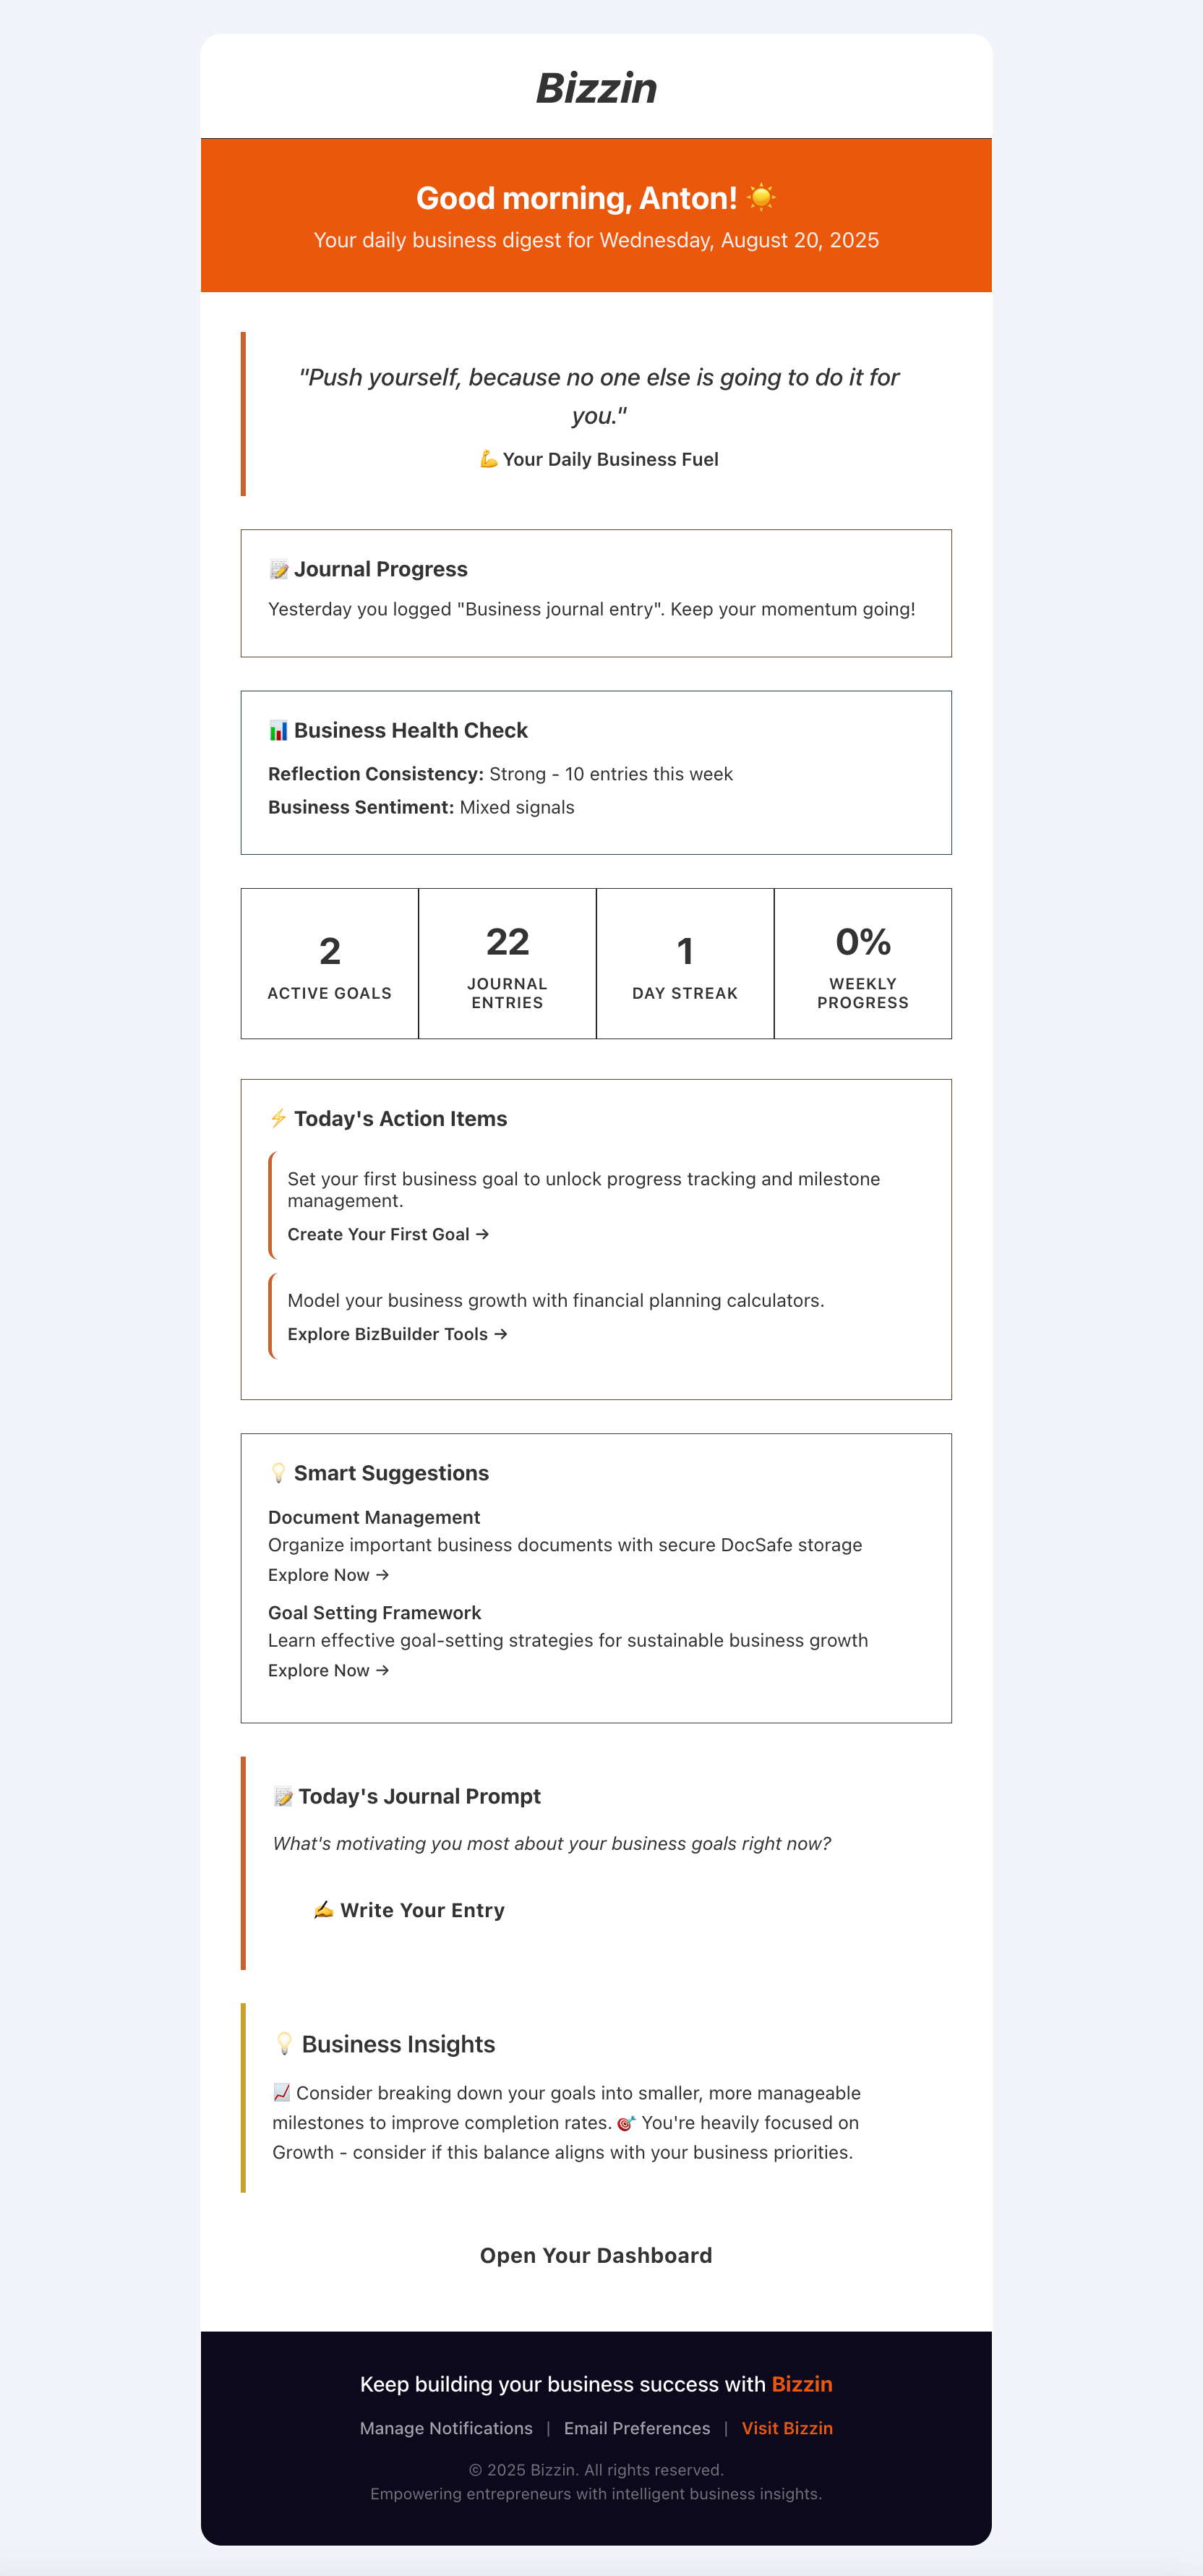 Bizzin
Good morning, Anton! ☀️
Your daily business digest for Wednesday, August 20, 2025
"Push yourself, because no one else is going to do it for
you."
💪 Your Daily Business Fuel
📝 Journal Progress
Yesterday you logged "Business journal entry". Keep your momentum going!
📊 Business Health Check
Reflection Consistency: Strong - 10 entries this week
Business Sentiment: Mixed signals
2
ACTIVE GOALS
22
JOURNAL
ENTRIES
1
DAY STREAK
0%
WEEKLY
PROGRESS
⚡ Today's Action Items
Set your first business goal to unlock progress tracking and milestone
management.
Create Your First Goal →
Model your business growth with financial planning calculators.
Explore BizBuilder Tools →
💡 Smart Suggestions
Document Management
Organize important business documents with secure DocSafe storage
Explore Now →
Goal Setting Framework
Learn effective goal-setting strategies for sustainable business growth
Explore Now →
📝 Today's Journal Prompt
What's motivating you most about your business goals right now?
✍️ Write Your Entry
💡 Business Insights
📈 Consider breaking down your goals into smaller, more manageable
milestones to improve completion rates. 🎯 You're heavily focused on
Growth - consider if this balance aligns with your business priorities.
Open Your Dashboard
Keep building your business success with Bizzin
Manage Notifications | Email Preferences | Visit Bizzin
© 2025 Bizzin. All rights reserved.
Empowering entrepreneurs with intelligent business insights.